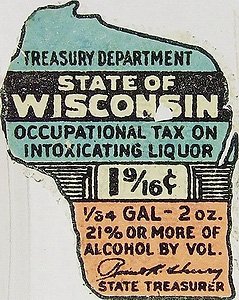 TREASURY DEPARTMENT
STATE OF
WISCONSIN
OCCUPATIONAL TAX ON
INTOXICATING LIQUOR
1 9/16¢
1/64 GAL - 2 OZ.
21% OR MORE OF
ALCOHOL BY VOL.
STATE TREASURER